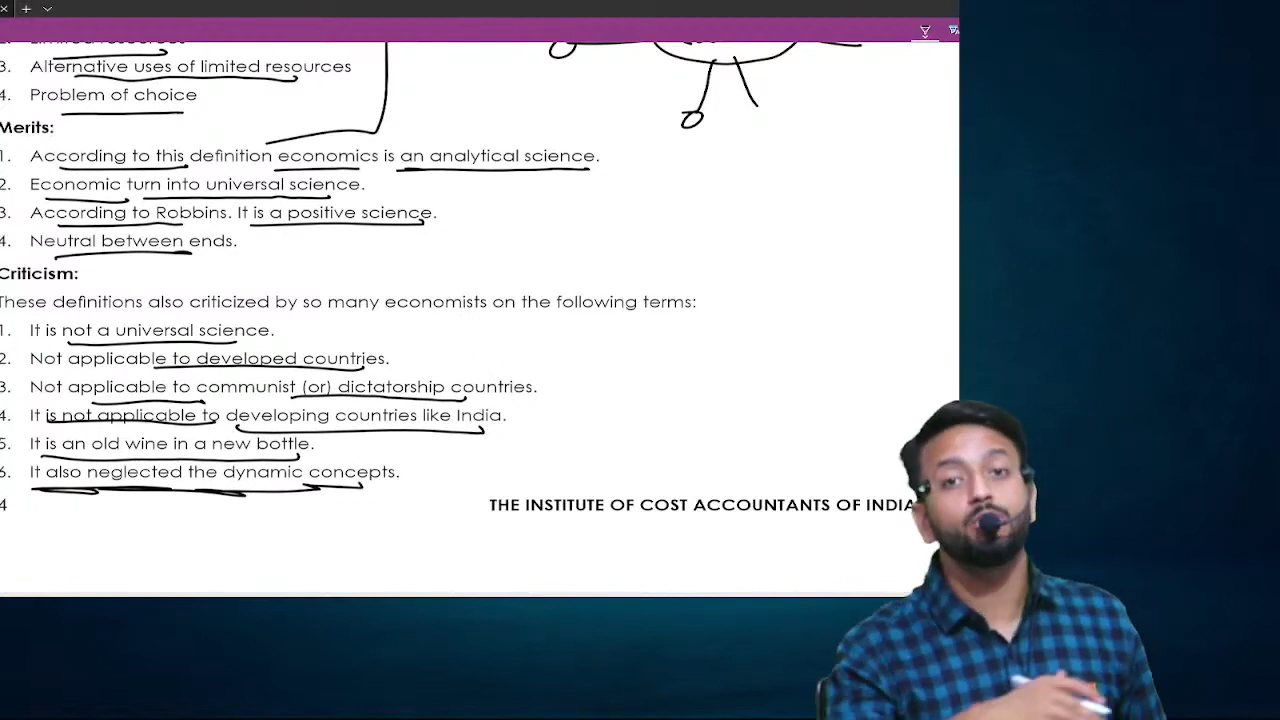 Limited resources
3. Alternative uses of limited resources
4. Problem of choice
Merits:
1. According to this definition economics is an analytical science.
2. Economic turn into universal science.
3. According to Robbins. It is a positive science.
4. Neutral between ends.
Criticism:
These definitions also criticized by so many economists on the following terms:
1. It is not a universal science.
2. Not applicable to developed countries.
3. Not applicable to communist (or) dictatorship countries.
4. It is not applicable to developing countries like India.
5. It is an old wine in a new bottle.
6. It also neglected the dynamic concepts.
4 THE INSTITUTE OF COST ACCOUNTANTS OF INDIA